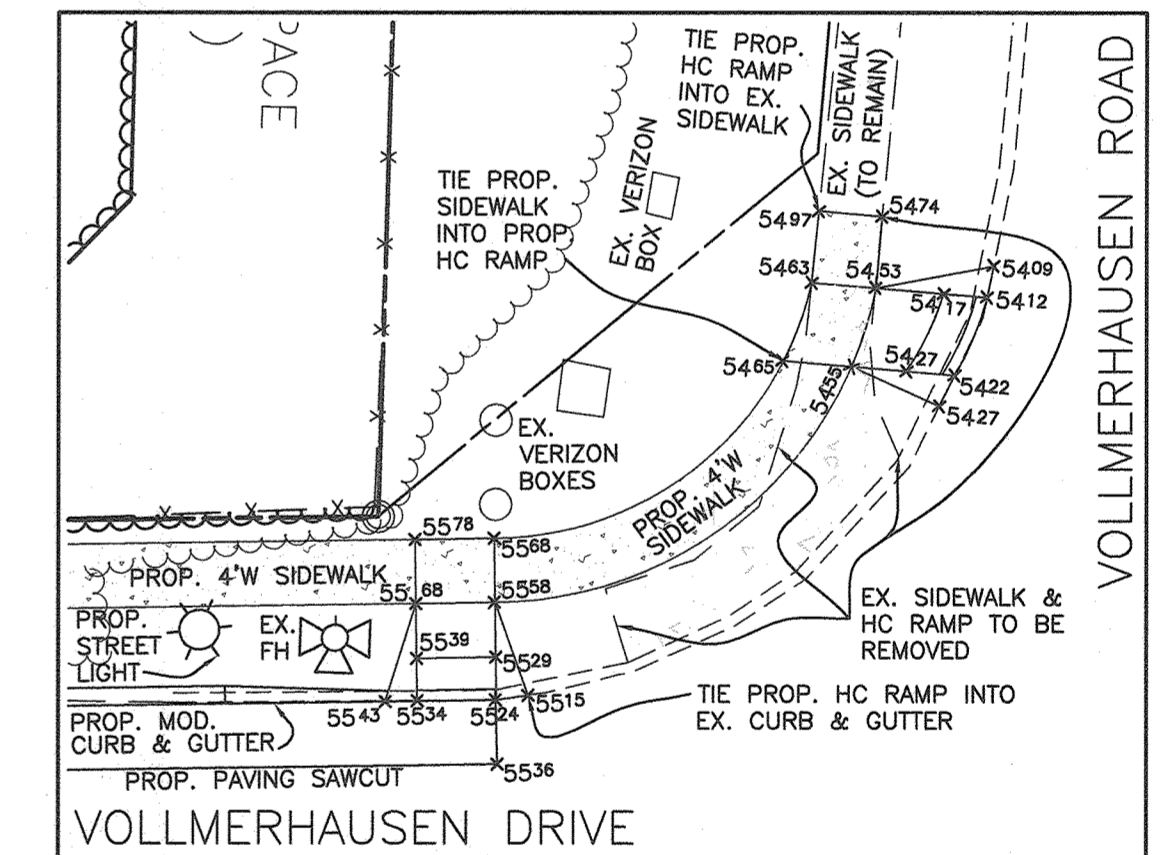 PACE
)
TIE PROP.
HC RAMP
INTO EX.
SIDEWALK
EX. SIDEWALK
(TO REMAIN)
VOLLMERHAUSEN ROAD
TIE PROP.
SIDEWALK
INTO PROP.
HC RAMP
EX. VERIZON
BOX
5497
5474
5463
5453
5409
5417
5412
5465
5455
5427
5422
5427
EX.
VERIZON
BOXES
PROP. 4'W
SIDEWALK
5578
5568
PROP. 4'W SIDEWALK
5568
5558
PROP.
STREET
LIGHT
EX.
FH
5539
5529
EX. SIDEWALK &
HC RAMP TO BE
REMOVED
5543
5534
5524
5515
TIE PROP. HC RAMP INTO
EX. CURB & GUTTER
PROP. MOD.
CURB & GUTTER
5536
PROP. PAVING SAWCUT
VOLLMERHAUSEN DRIVE